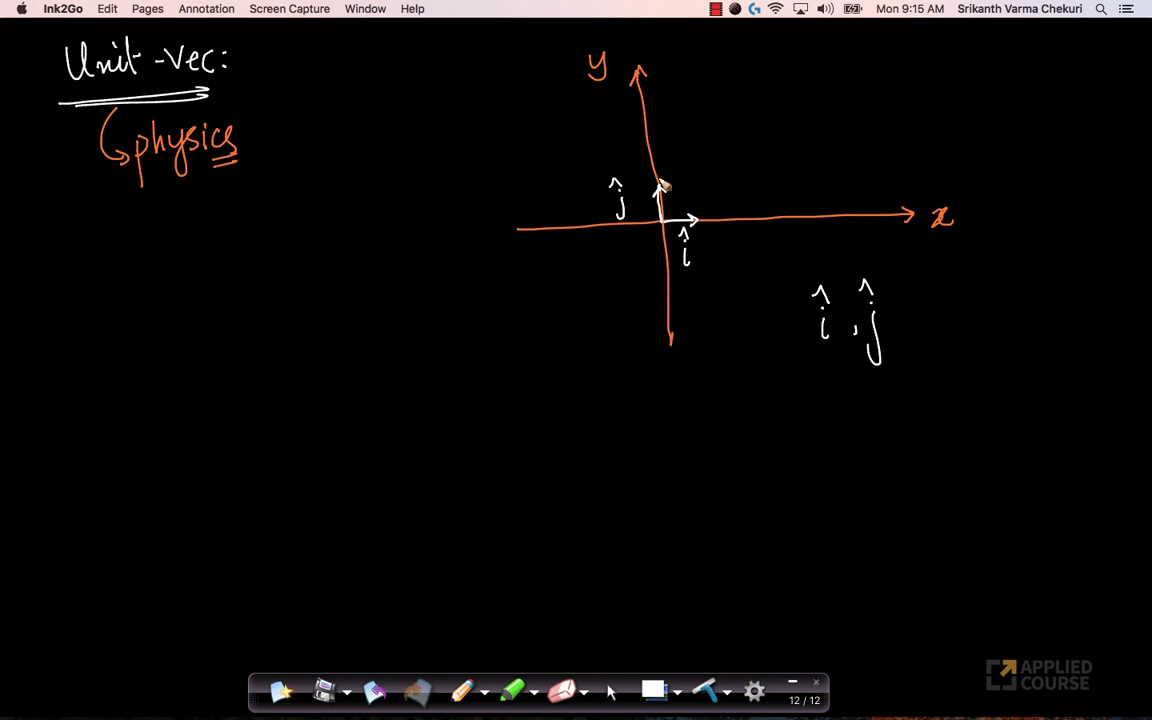 Ink2Go Edit Pages Annotation Screen Capture Window Help Mon 9:15 AM Srikanth Varma Chekuri
Unit-vec:
physics
y
x
ĵ
î
î, ĵ
12 / 12
APPLIED
COURSE